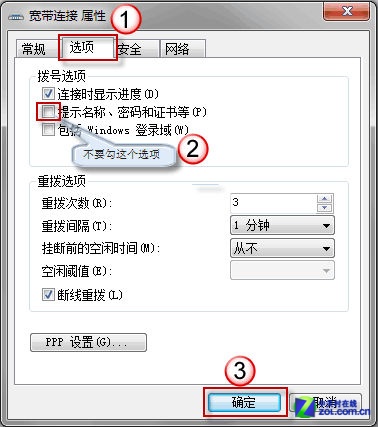 宽带连接 属性
1
常规 选项 安全 网络
拨号选项
连接时显示进度(D)
提示名称、密码和证书等(P)
包括 Windows 登录域(W)
不要勾这个选项
2
重拨选项
重拨次数(R): 3
重拨间隔(T): 1 分钟
挂断前的空闲时间(M): 从不
空闲阈值(E):
断线重拨(L)
PPP 设置(G)...
3
确定 取消
.com.cn